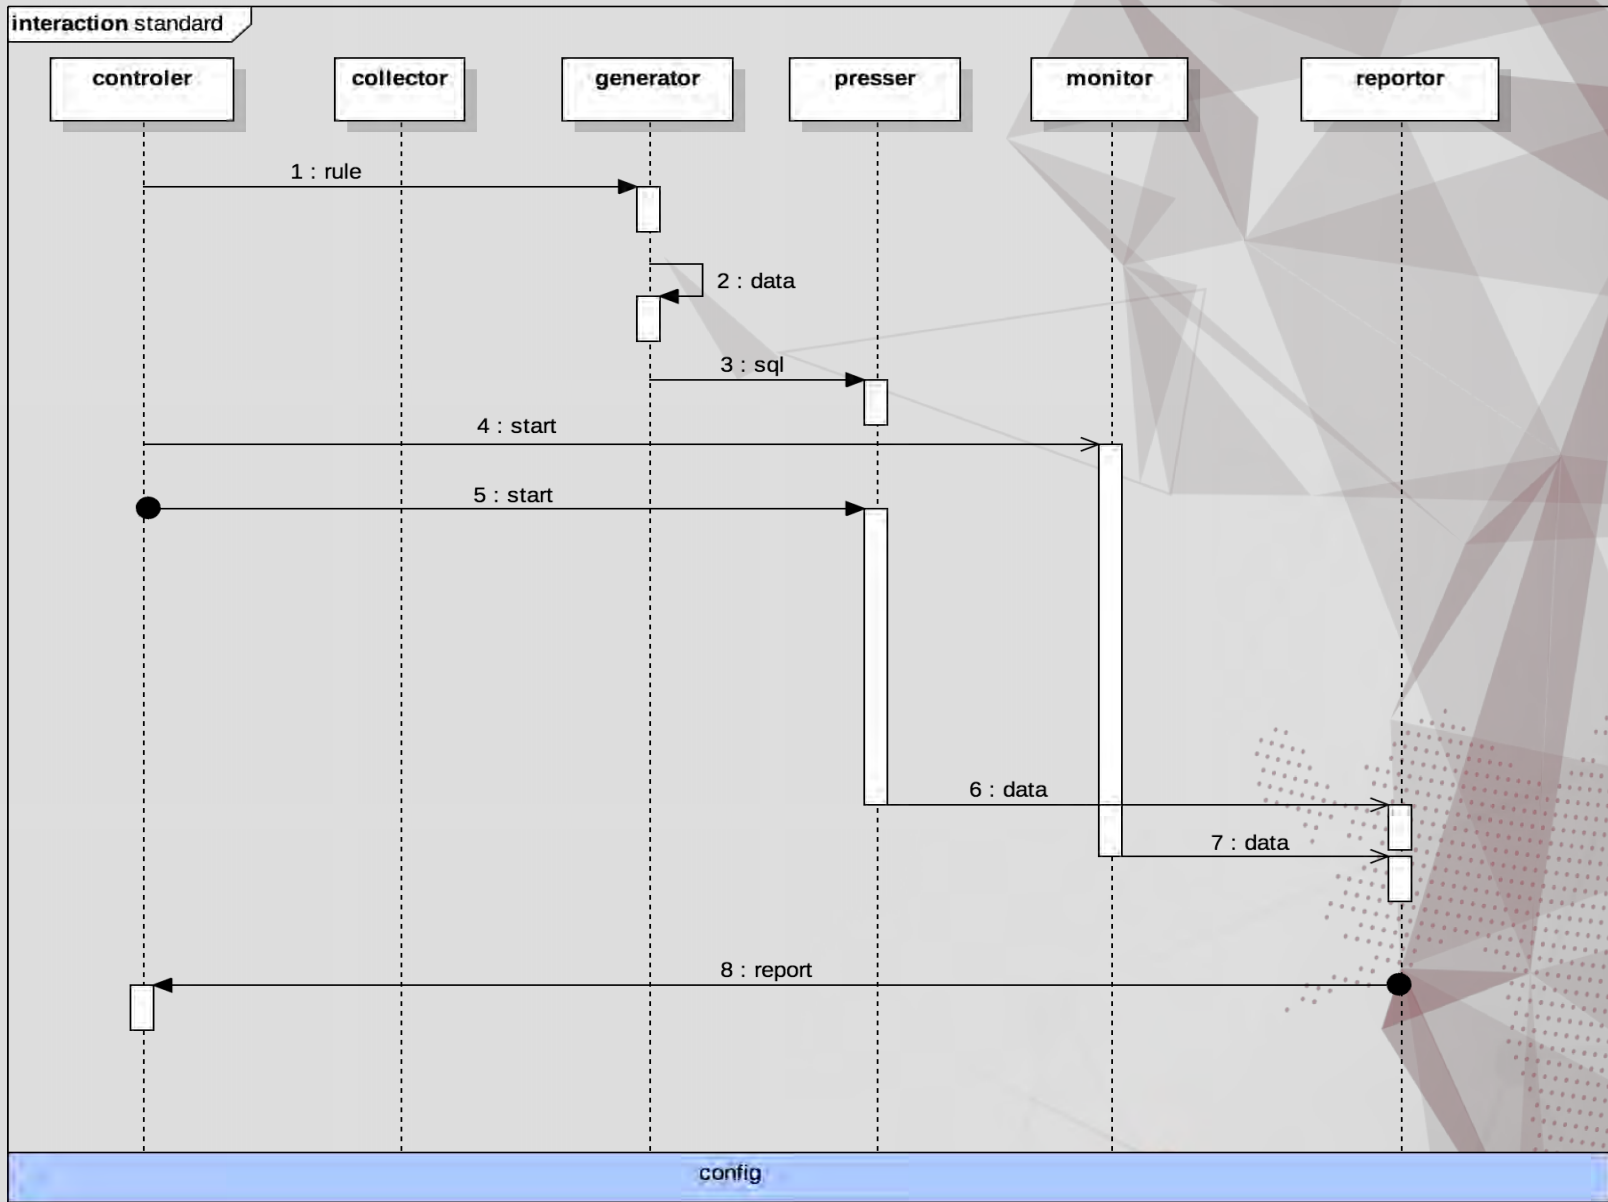 interaction standard
controler
collector
generator
presser
monitor
reportor
1 : rule
2 : data
3 : sql
4 : start
5 : start
6 : data
7 : data
8 : report
config